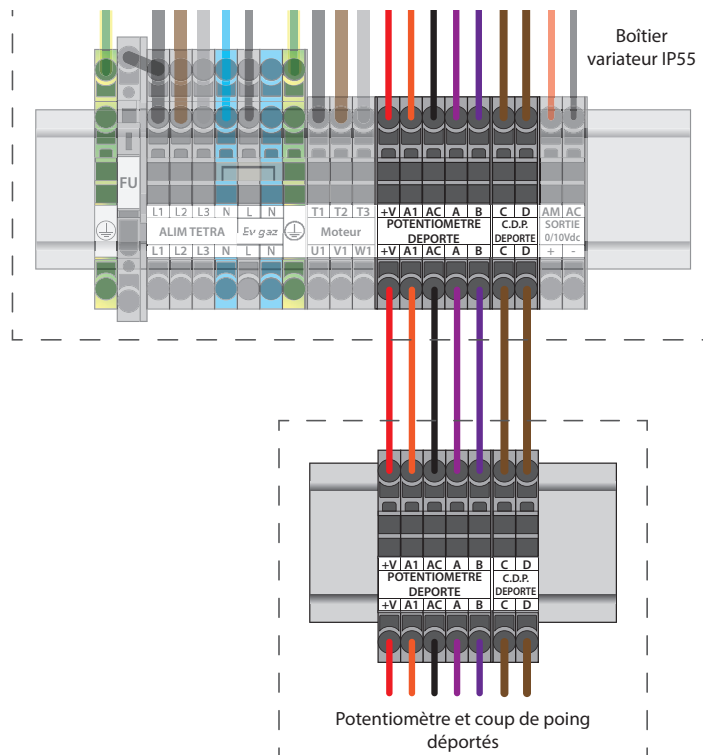 Boîtier
variateur IP55
FU
L1 L2 L3 N L N T1 T2 T3 +V A1 AC A B C D AM AC
ALIM TETRA Ev gaz Moteur POTENTIOMETRE DEPORTE C.D.P. DEPORTE SORTIE 0/10Vdc
L1 L2 L3 N L N U1 V1 W1 +V A1 AC A B C D + -
+V A1 AC A B C D
POTENTIOMETRE DEPORTE C.D.P. DEPORTE
+V A1 AC A B C D
Potentiomètre et coup de poing
déportés